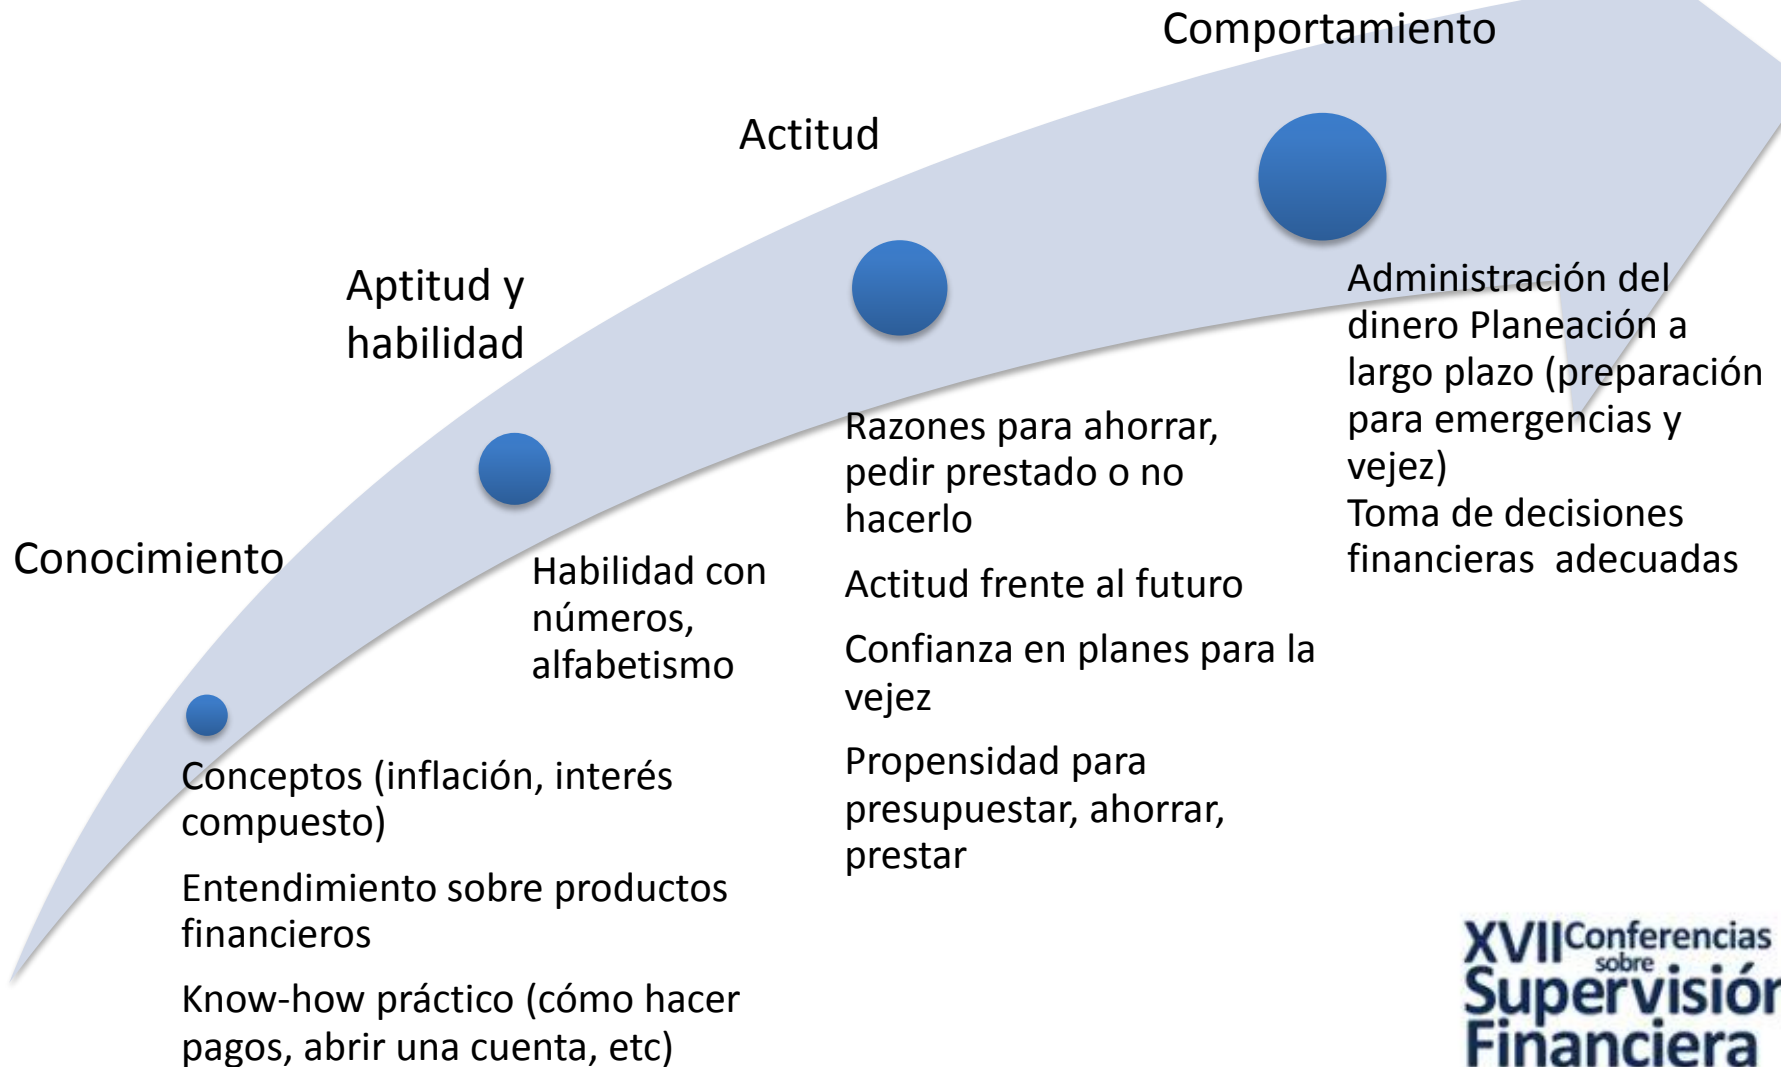 Comportamiento
Actitud
Aptitud y
habilidad
Conocimiento
Conceptos (inflación, interés
compuesto)
Entendimiento sobre productos
financieros
Know-how práctico (cómo hacer
pagos, abrir una cuenta, etc)
Habilidad con
números,
alfabetismo
Razones para ahorrar,
pedir prestado o no
hacerlo
Actitud frente al futuro
Confianza en planes para la
vejez
Propensidad para
presupuestar, ahorrar,
prestar
Administración del
dinero Planeación a
largo plazo (preparación
para emergencias y
vejez)
Toma de decisiones
financieras  adecuadas
XVII Conferencias
sobre
Supervisión
Financiera